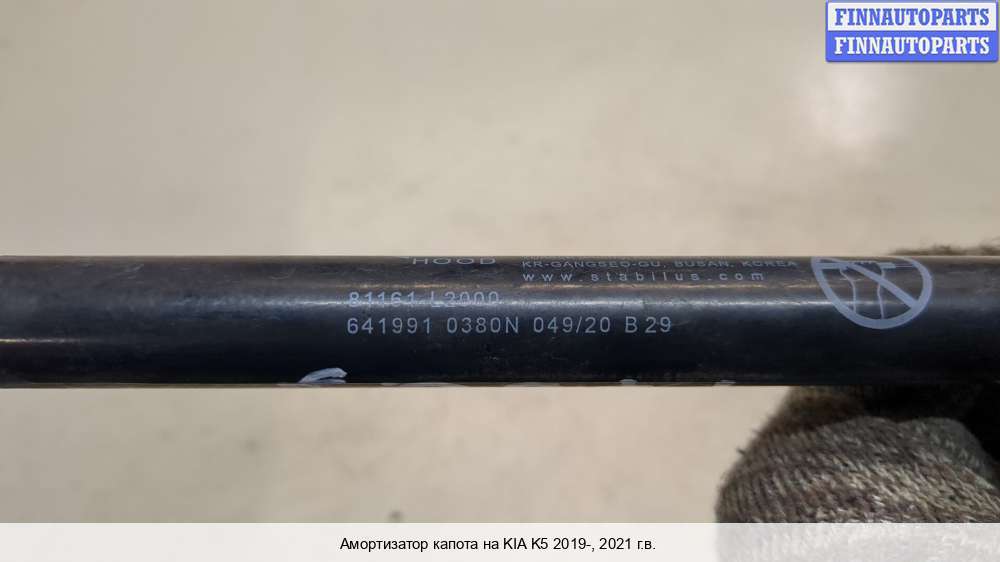 FINNAUTOPARTS
FINNAUTOPARTS
HOOD
KR-GANGSEO-GU, BUSAN, KOREA
www.stabilus.com
81161 L2000
641991 0380N 049/20 B 29
Амортизатор капота на KIA K5 2019-, 2021 г.в.